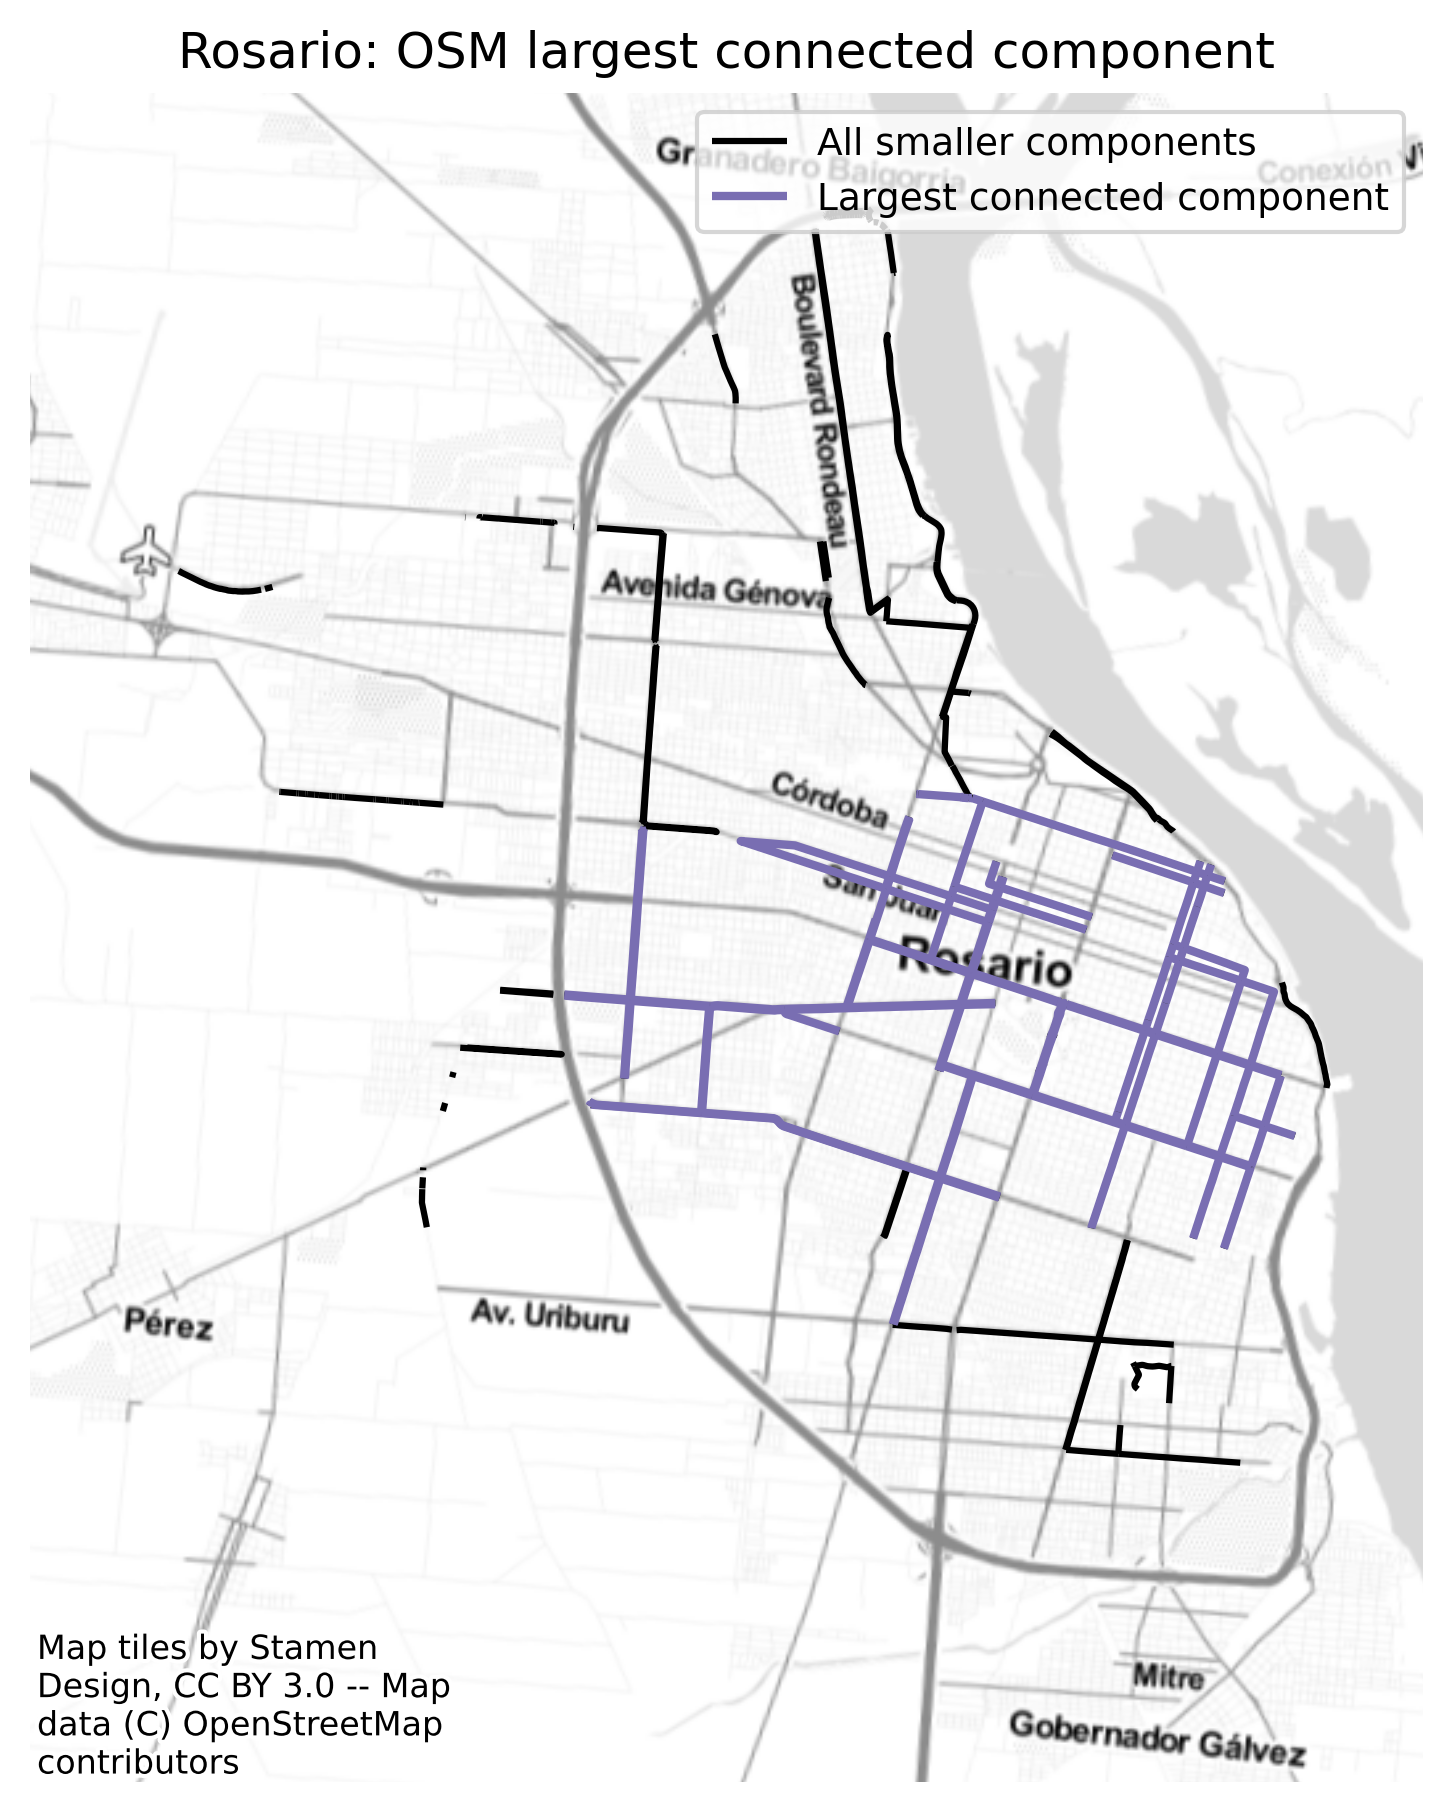 Rosario: OSM largest connected component
All smaller components
Largest connected component
Granadero Baigorria
Conexión Vi
Boulevard Rondeau
Avenida Génova
Córdoba
San Juan
Rosario
Av. Uriburu
Pérez
Mitre
Gobernador Gálvez
Map tiles by Stamen
Design, CC BY 3.0 -- Map
data (C) OpenStreetMap
contributors